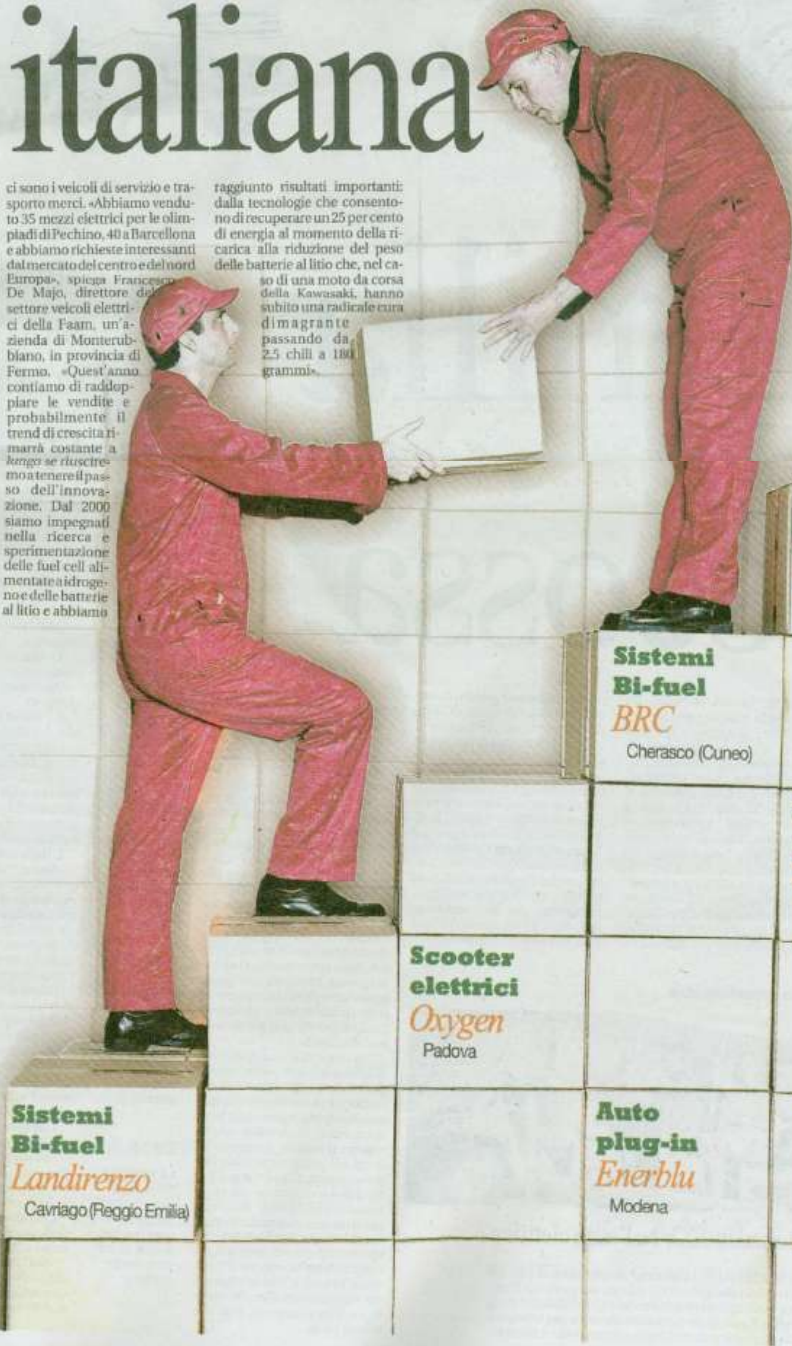 italiana
ci sono i veicoli di servizio e tra-
sporto merci. «Abbiamo vendu-
to 35 mezzi elettrici per le olim-
piadi di Pechino, 40 a Barcellona
e abbiamo richieste interessanti
dal mercato del centro e del nord
Europa», spiega Francesco
De Majo, direttore del
settore veicoli elettri-
ci della Faam, un'a-
zienda di Monterub-
biano, in provincia di
Fermo. «Quest'anno
contiamo di raddop-
piare le vendite e
probabilmente il
trend di crescita ri-
marrà costante a
lungo se riuscire-
mo a tenere il pas-
so dell'innova-
zione. Dal 2000
siamo impegnati
nella ricerca e
sperimentazione
delle fuel cell ali-
mentate a idroge-
no e delle batterie
al litio e abbiamo
raggiunto risultati importanti:
dalla tecnologie che consento-
no di recuperare un 25 per cento
di energia al momento della ri-
carica alla riduzione del peso
delle batterie al litio che, nel ca-
so di una moto da corsa
della Kawasaki, hanno
subito una radicale cura
dimagrante
passando da
2,5 chili a 180
grammi».
Sistemi
Bi-fuel
BRC
Cherasco (Cuneo)
Scooter
elettrici
Oxygen
Padova
Sistemi
Bi-fuel
Landirenzo
Cavriago (Reggio Emilia)
Auto
plug-in
Enerblu
Modena